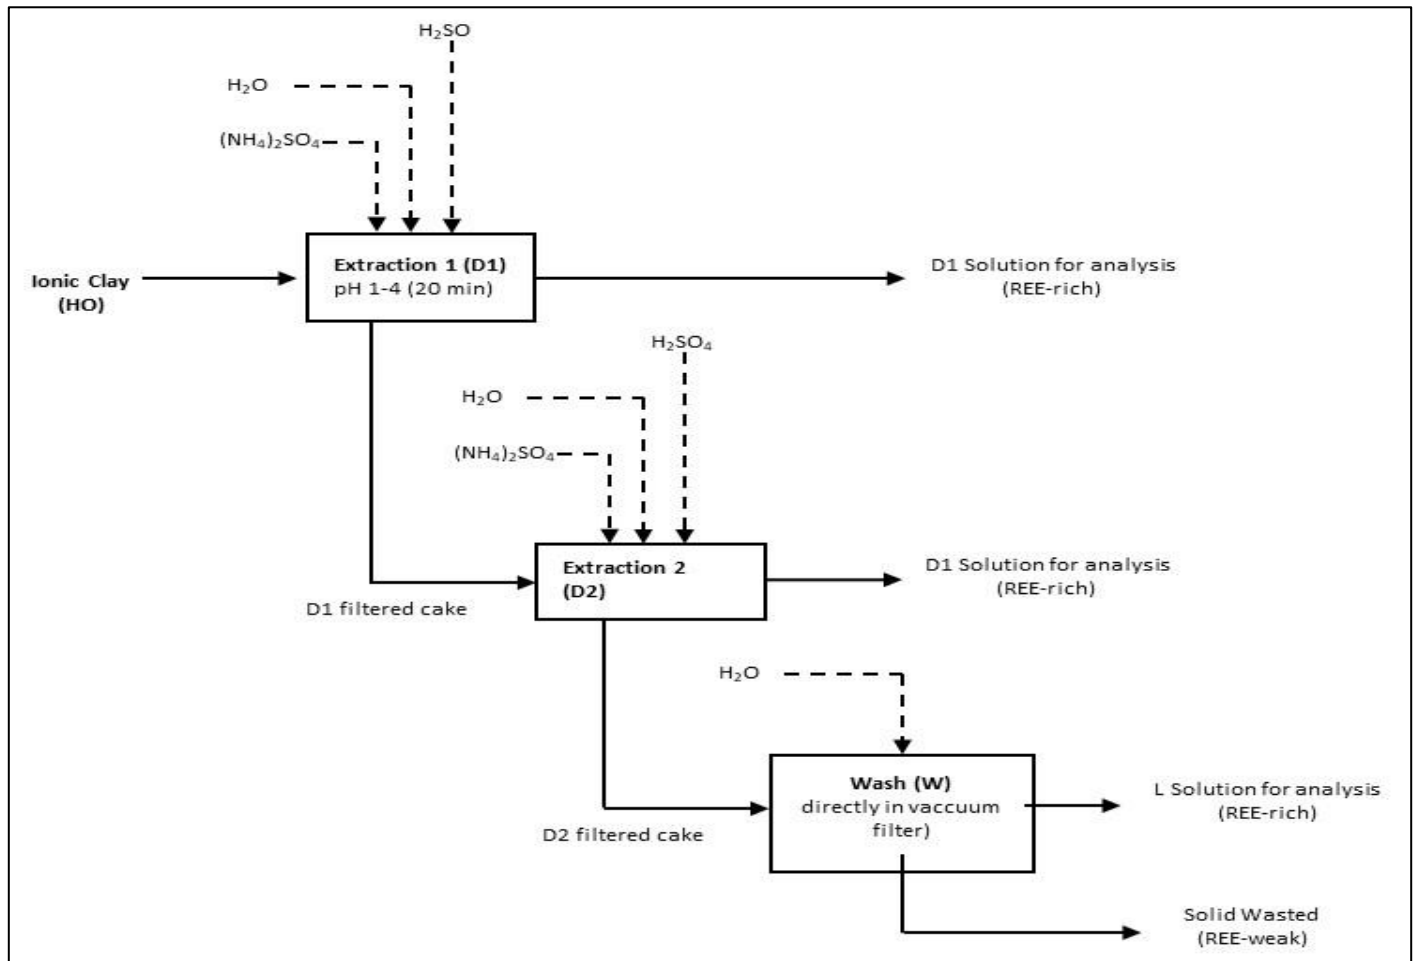 H₂SO
H₂O
(NH₄)₂SO₄
Ionic Clay
(HO)
Extraction 1 (D1)
pH 1-4 (20 min)
D1 Solution for analysis
(REE-rich)
H₂SO₄
H₂O
(NH₄)₂SO₄
D1 filtered cake
Extraction 2
(D2)
D1 Solution for analysis
(REE-rich)
H₂O
D2 filtered cake
Wash (W)
directly in vaccuum
filter)
L Solution for analysis
(REE-rich)
Solid Wasted
(REE-weak)